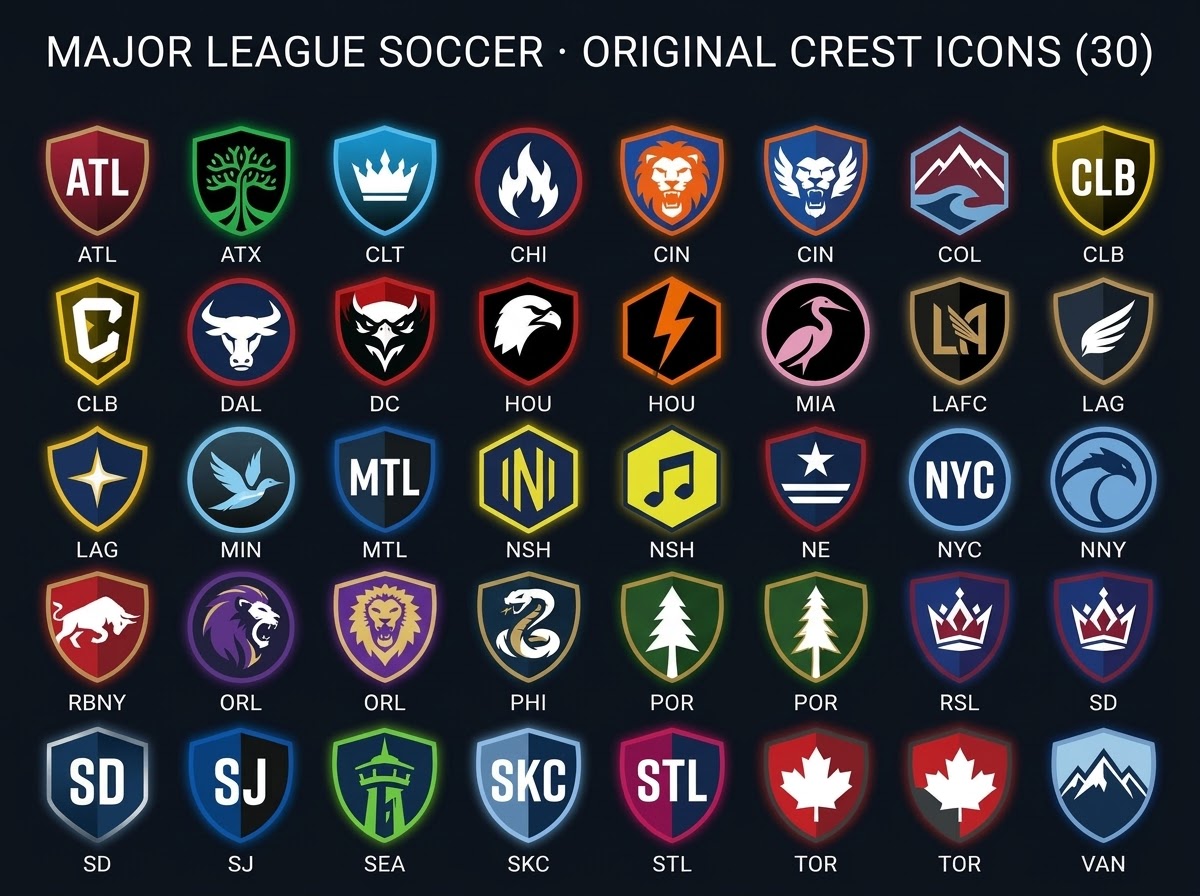 MAJOR LEAGUE SOCCER · ORIGINAL CREST ICONS (30)
ATL CLB
ATL ATX CLT CHI CIN CIN COL CLB
C LA
CLB DAL DC HOU HOU MIA LAFC LAG
MTL NYC
LAG MIN MTL NSH NSH NE NYC NNY
RBNY ORL ORL PHI POR POR RSL SD
SD SJ SKC STL
SD SJ SEA SKC STL TOR TOR VAN